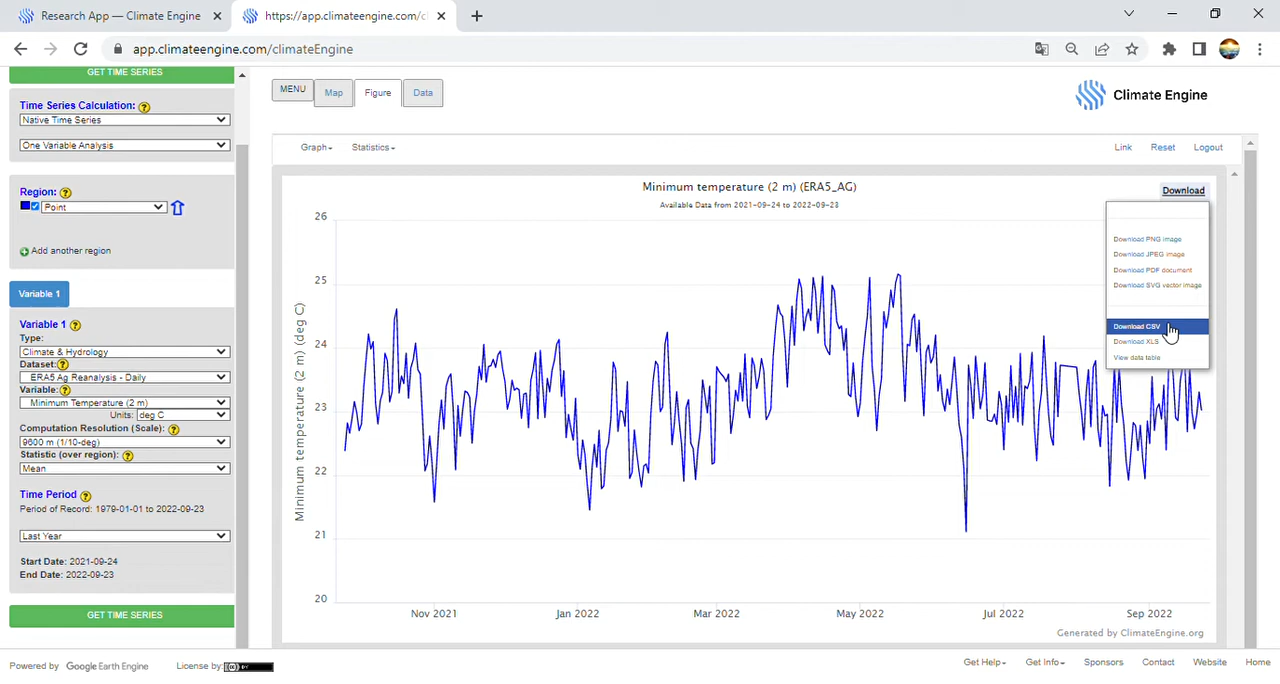 Research App — Climate Engine
https://app.climateengine.com/c
app.climateengine.com/climateEngine
GET TIME SERIES
Time Series Calculation: ?
Native Time Series
One Variable Analysis
Region: ?
Point
Add another region
Variable 1
Variable 1 ?
Type:
Climate & Hydrology
Dataset: ?
ERA5 Ag Reanalysis - Daily
Variable: ?
Minimum Temperature (2 m)
Units: deg C
Computation Resolution (Scale): ?
9600 m (1/10-deg)
Statistic (over region): ?
Mean
Time Period ?
Period of Record: 1979-01-01 to 2022-09-23
Last Year
Start Date: 2021-09-24
End Date: 2022-09-23
GET TIME SERIES
MENU
Map
Figure
Data
Climate Engine
Graph
Statistics
Link
Reset
Logout
Minimum temperature (2 m) (ERA5_AG)
Available Data from 2021-09-24 to 2022-09-23
Download
Download PNG image
Download JPEG image
Download PDF document
Download SVG vector image
Download CSV
Download XLS
View data table
Minimum temperature (2 m) (deg C)
26
25
24
23
22
21
20
Nov 2021
Jan 2022
Mar 2022
May 2022
Jul 2022
Sep 2022
Generated by ClimateEngine.org
Powered by Google Earth Engine
License by: (cc) BY
Get Help
Get Info
Sponsors
Contact
Website
Home